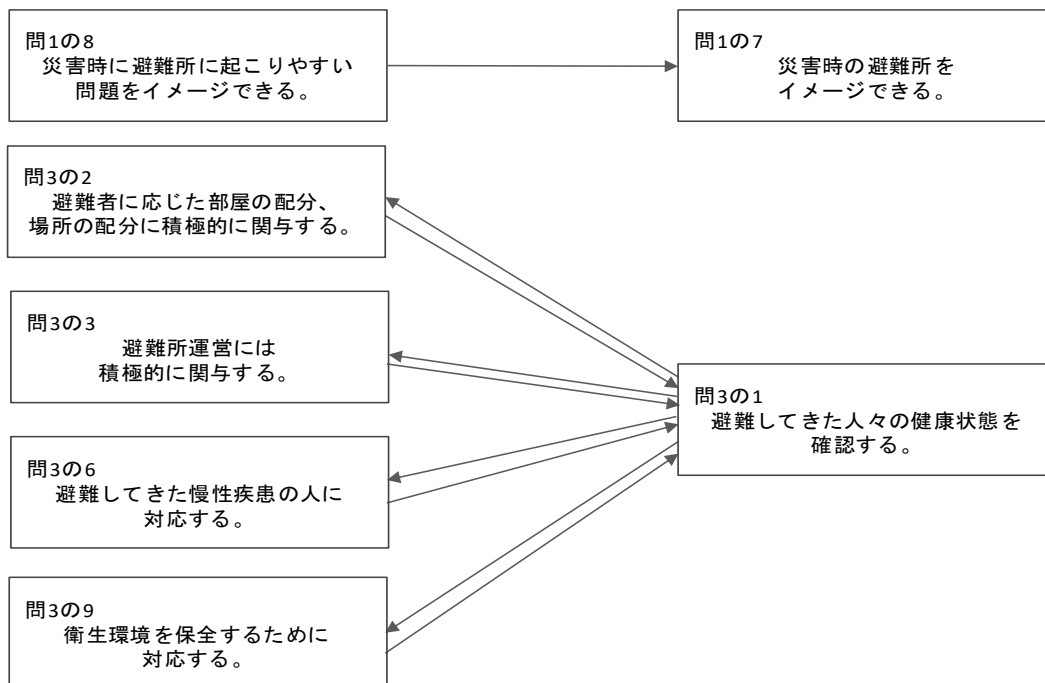 問1の8
災害時に避難所に起こりやすい
問題をイメージできる。
問1の7
災害時の避難所を
イメージできる。
問3の2
避難者に応じた部屋の配分、
場所の配分に積極的に関与する。
問3の3
避難所運営には
積極的に関与する。
問3の1
避難してきた人々の健康状態を
確認する。
問3の6
避難してきた慢性疾患の人に
対応する。
問3の9
衛生環境を保全するために
対応する。